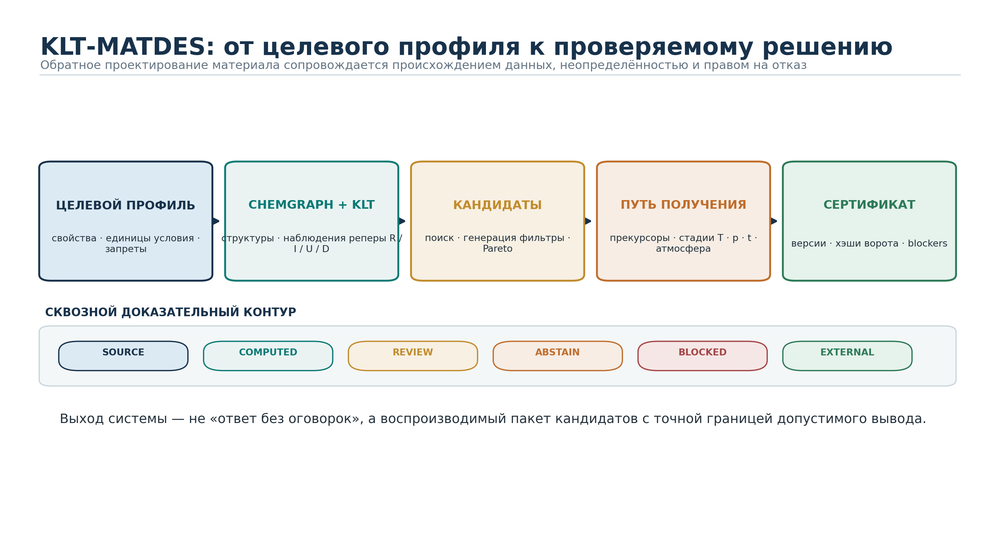 KLT-MATDES: от целевого профиля к проверяемому решению
Обратное проектирование материала сопровождается происхождением данных, неопределённостью и правом на отказ
ЦЕЛЕВОЙ ПРОФИЛЬ
свойства · единицы условия ·
запреты
CHEMGRAPH + KLT
структуры · наблюдения реперы R /
I / U / D
КАНДИДАТЫ
поиск · генерация фильтры ·
Pareto
ПУТЬ ПОЛУЧЕНИЯ
прекурсоры · стадии T · p · t ·
атмосфера
СЕРТИФИКАТ
версии · хэши ворота · blockers
СКВОЗНОЙ ДОКАЗАТЕЛЬНЫЙ КОНТУР
SOURCE
COMPUTED
REVIEW
ABSTAIN
BLOCKED
EXTERNAL
Выход системы — не «ответ без оговорок», а воспроизводимый пакет кандидатов с точной границей допустимого вывода.